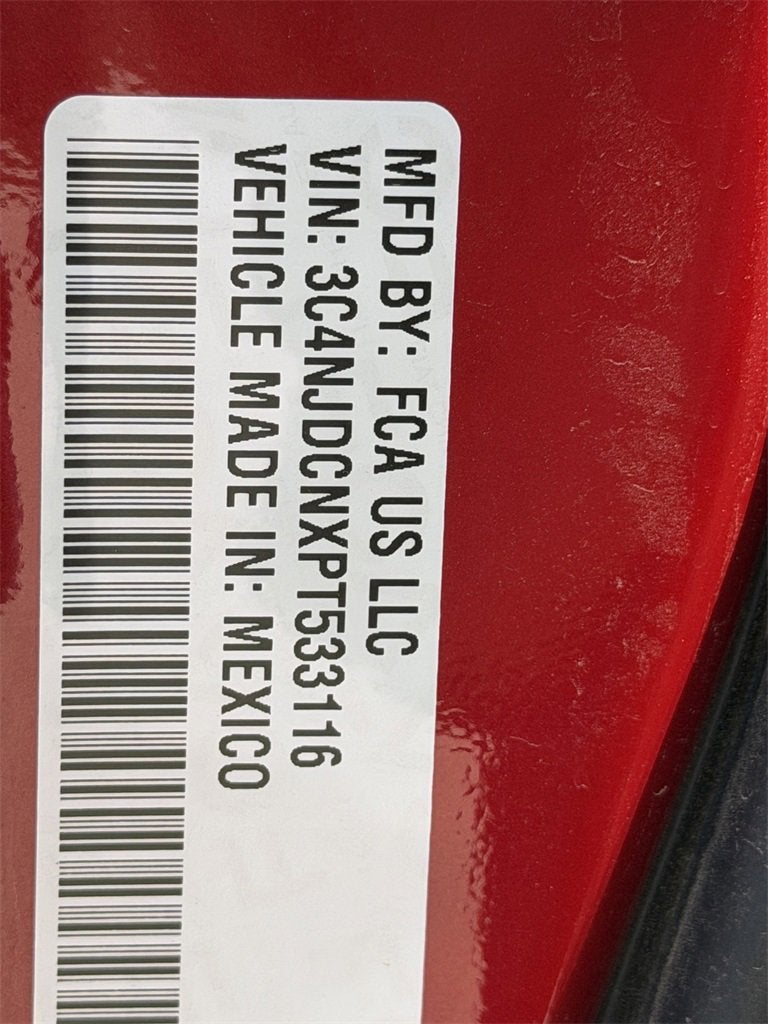 MFD BY: FCA US LLC
VIN: 3C4NJDCNXPT533116
VEHICLE MADE IN: MEXICO